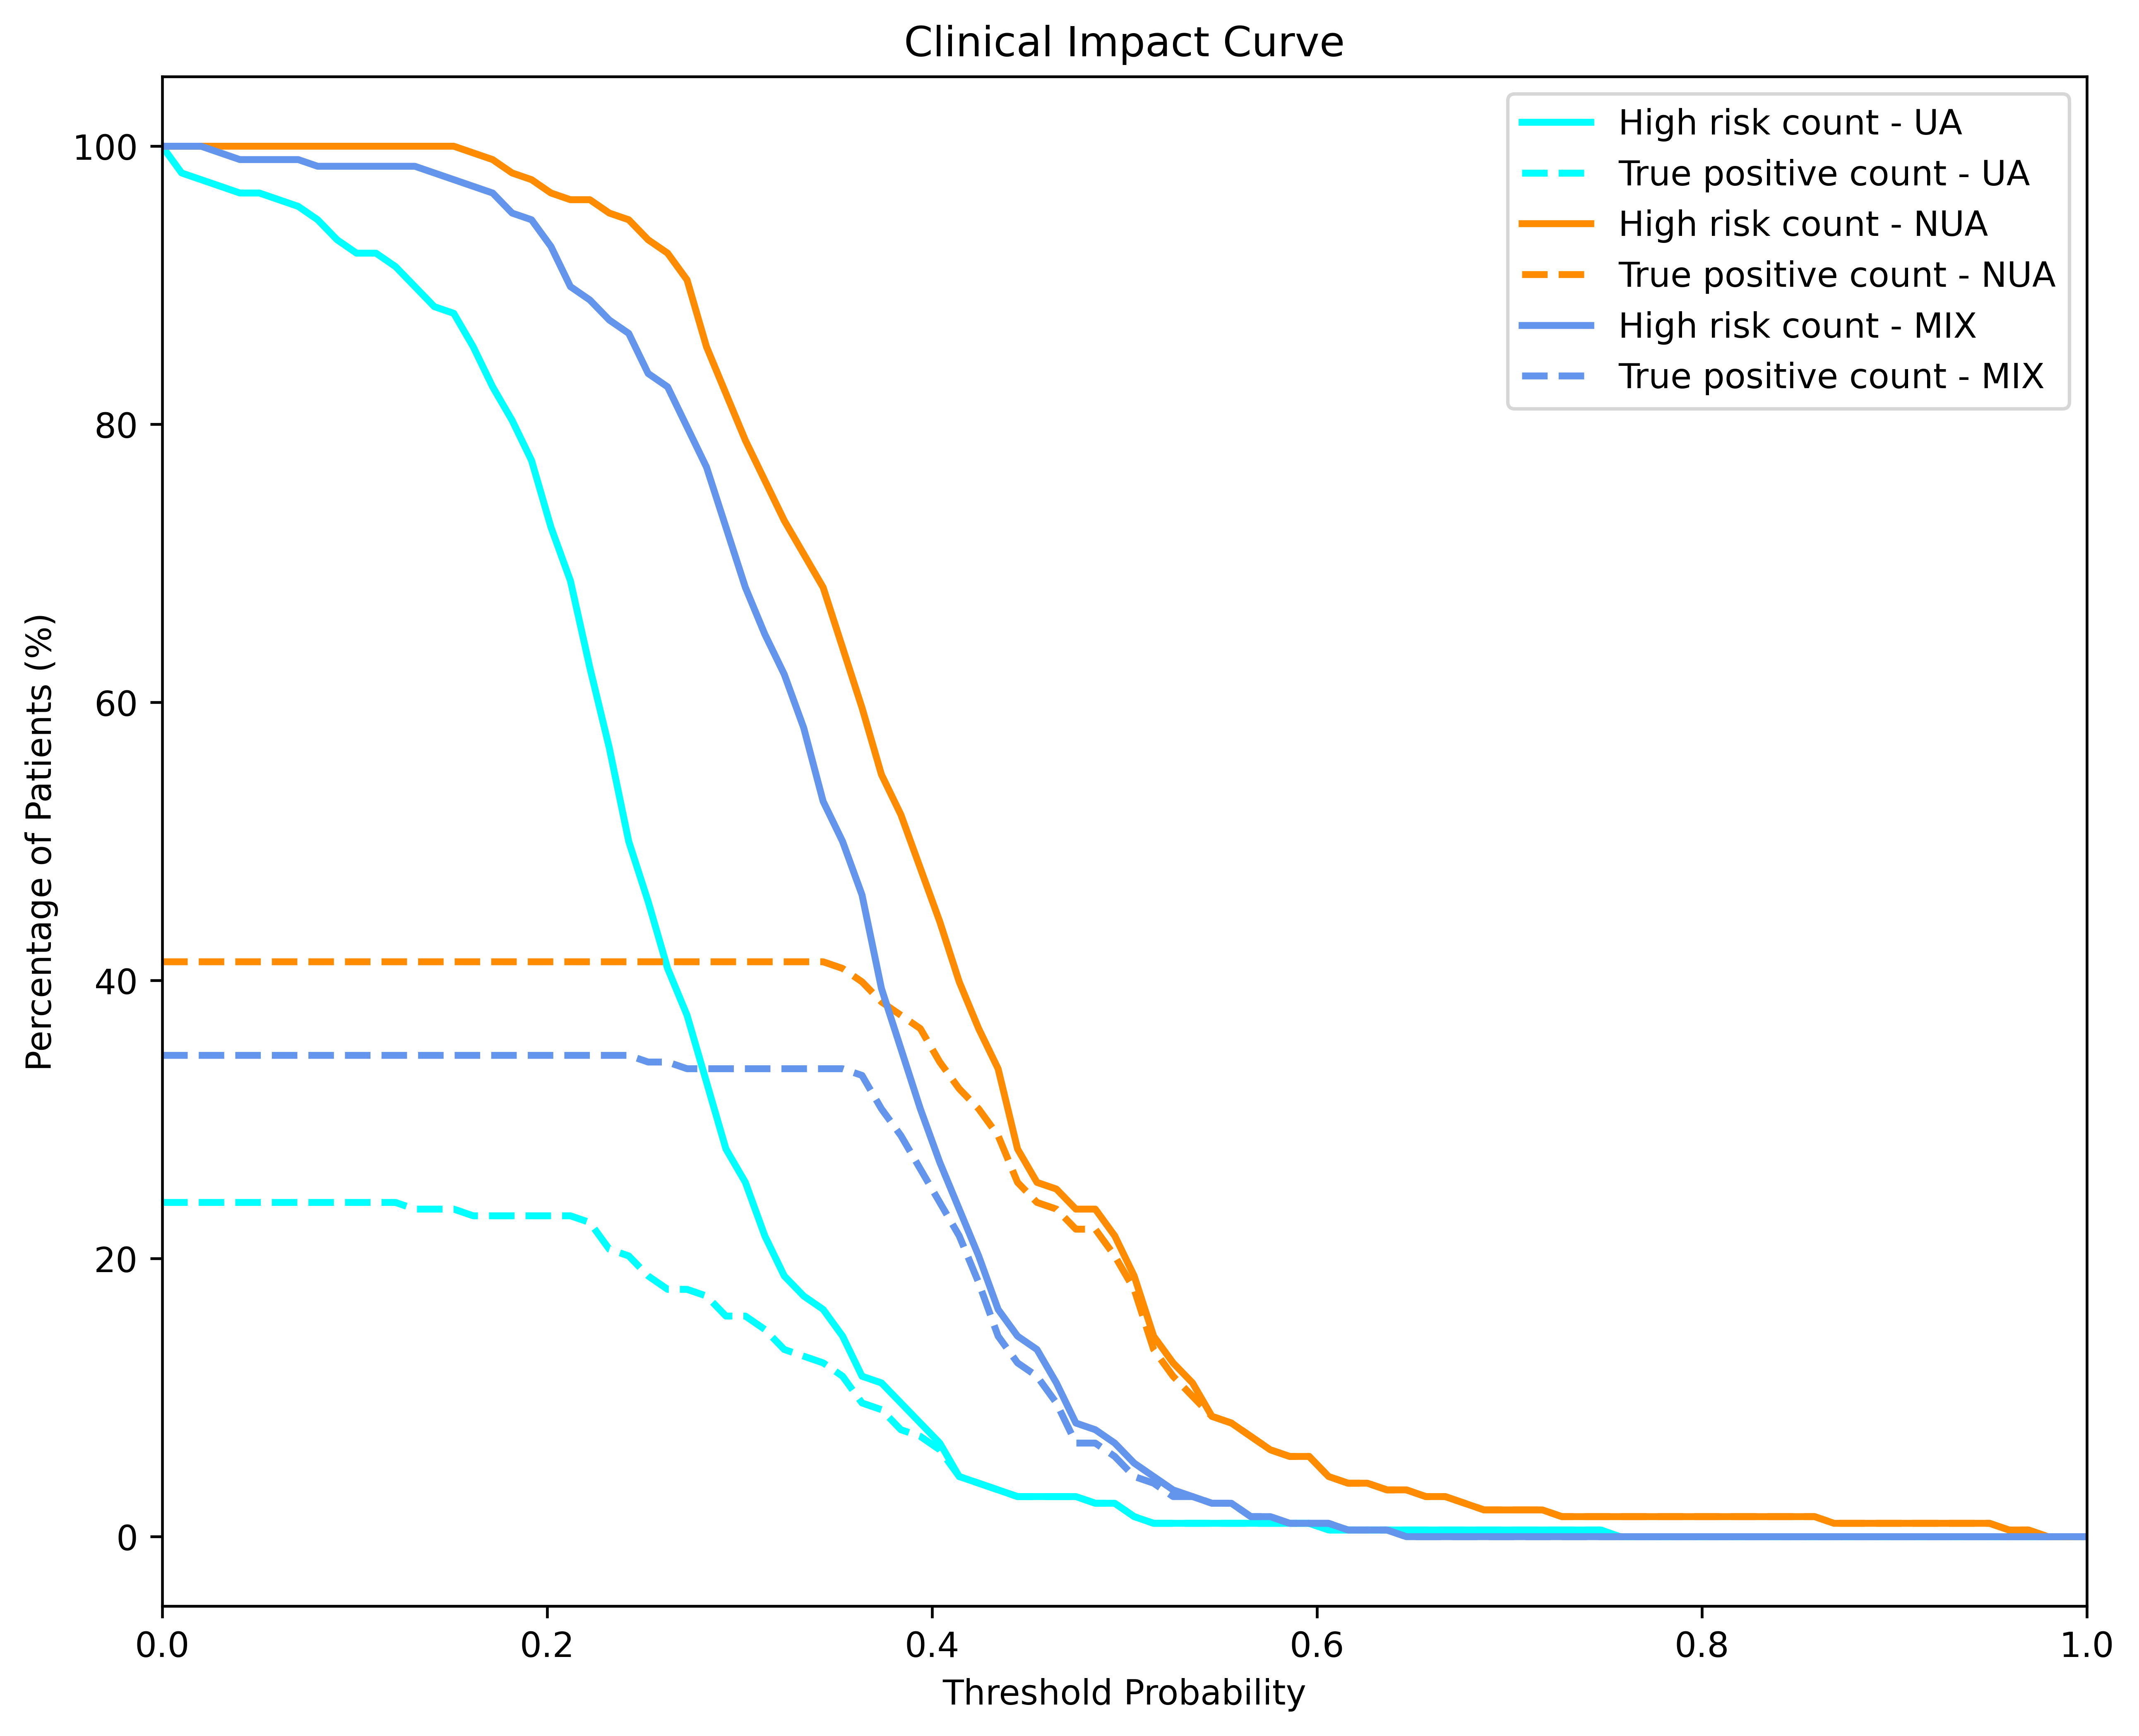 Clinical Impact Curve
High risk count - UA
True positive count - UA
High risk count - NUA
True positive count - NUA
High risk count - MIX
True positive count - MIX
Percentage of Patients (%)
100
80
60
40
20
0
0.0 0.2 0.4 0.6 0.8 1.0
Threshold Probability